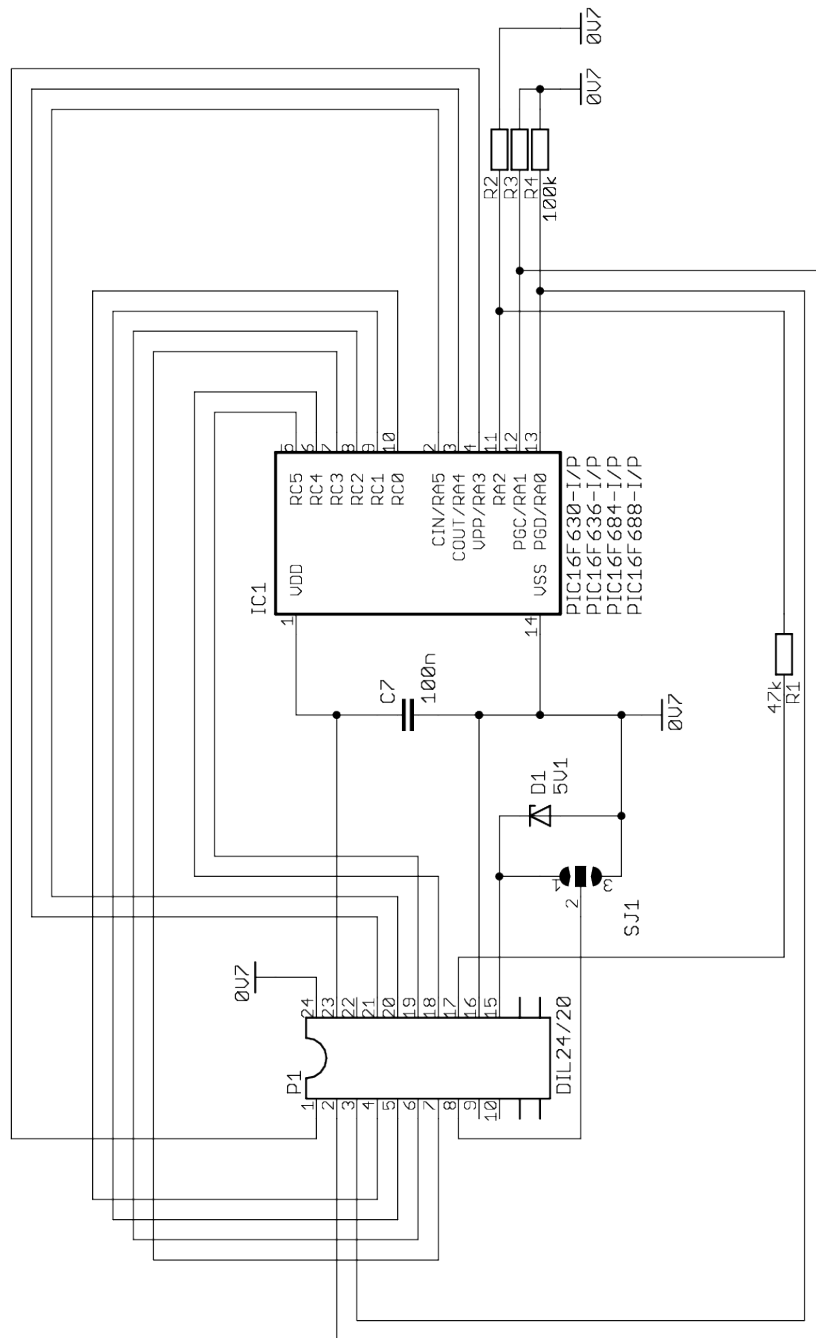 0V7
0V7
R2
R3
R4
100k
5
6
7
8
9
10
2
3
4
11
12
13
RC5
RC4
RC3
RC2
RC1
RC0
CIN/RA5
COUT/RA4
VPP/RA3
RA2
PGC/RA1
PGD/RA0
VDD
VSS
IC1
PIC16F630-I/P
PIC16F636-I/P
PIC16F684-I/P
PIC16F688-I/P
1
14
C7
100n
47k
R1
0V7
D1
5V1
1
2
3
SJ1
0V7
24
23
22
21
20
19
18
17
16
15
P1
DIL24/20
1
2
3
4
5
6
7
8
9
10